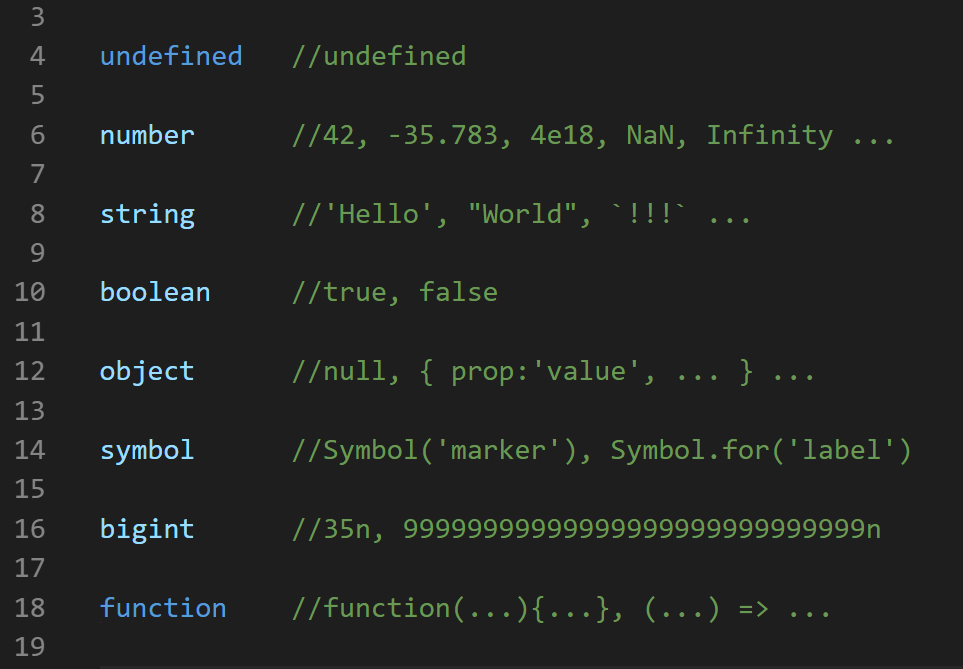 3
4 undefined //undefined
5
6 number //42, -35.783, 4e18, NaN, Infinity ...
7
8 string //'Hello', "World", `!!!` ...
9
10 boolean //true, false
11
12 object //null, { prop:'value', ... } ...
13
14 symbol //Symbol('marker'), Symbol.for('label')
15
16 bigint //35n, 99999999999999999999999999999n
17
18 function //function(...){...}, (...) => ...
19